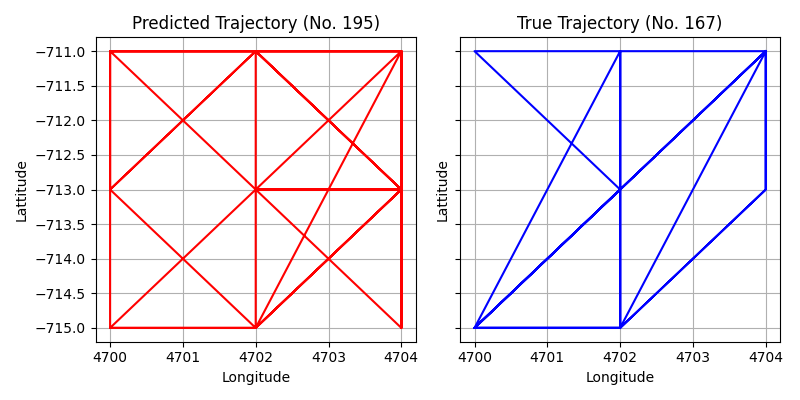 Predicted Trajectory (No. 195)
True Trajectory (No. 167)
−711.0
−711.5
−712.0
−712.5
−713.0
−713.5
−714.0
−714.5
−715.0
Lattitude
Lattitude
4700 4701 4702 4703 4704
4700 4701 4702 4703 4704
Longitude
Longitude